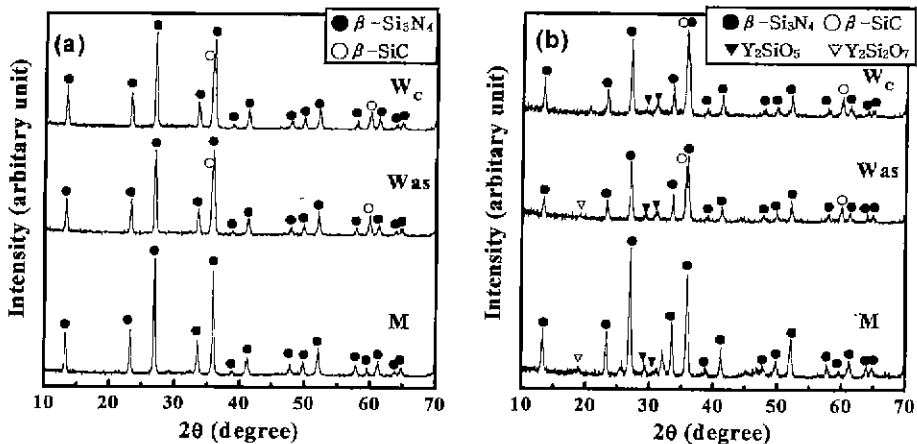 (a)
● β-Si₃N₄
○ β-SiC
Wc
Was
M
Intensity (arbitary unit)
10 20 30 40 50 60 70
2θ (degree)
(b)
● β-Si₃N₄ ○ β-SiC
▼ Y₂SiO₅ ▽ Y₂Si₂O₇
Wc
Was
M
Intensity (arbitrary unit)
10 20 30 40 50 60 70
2θ (degree)